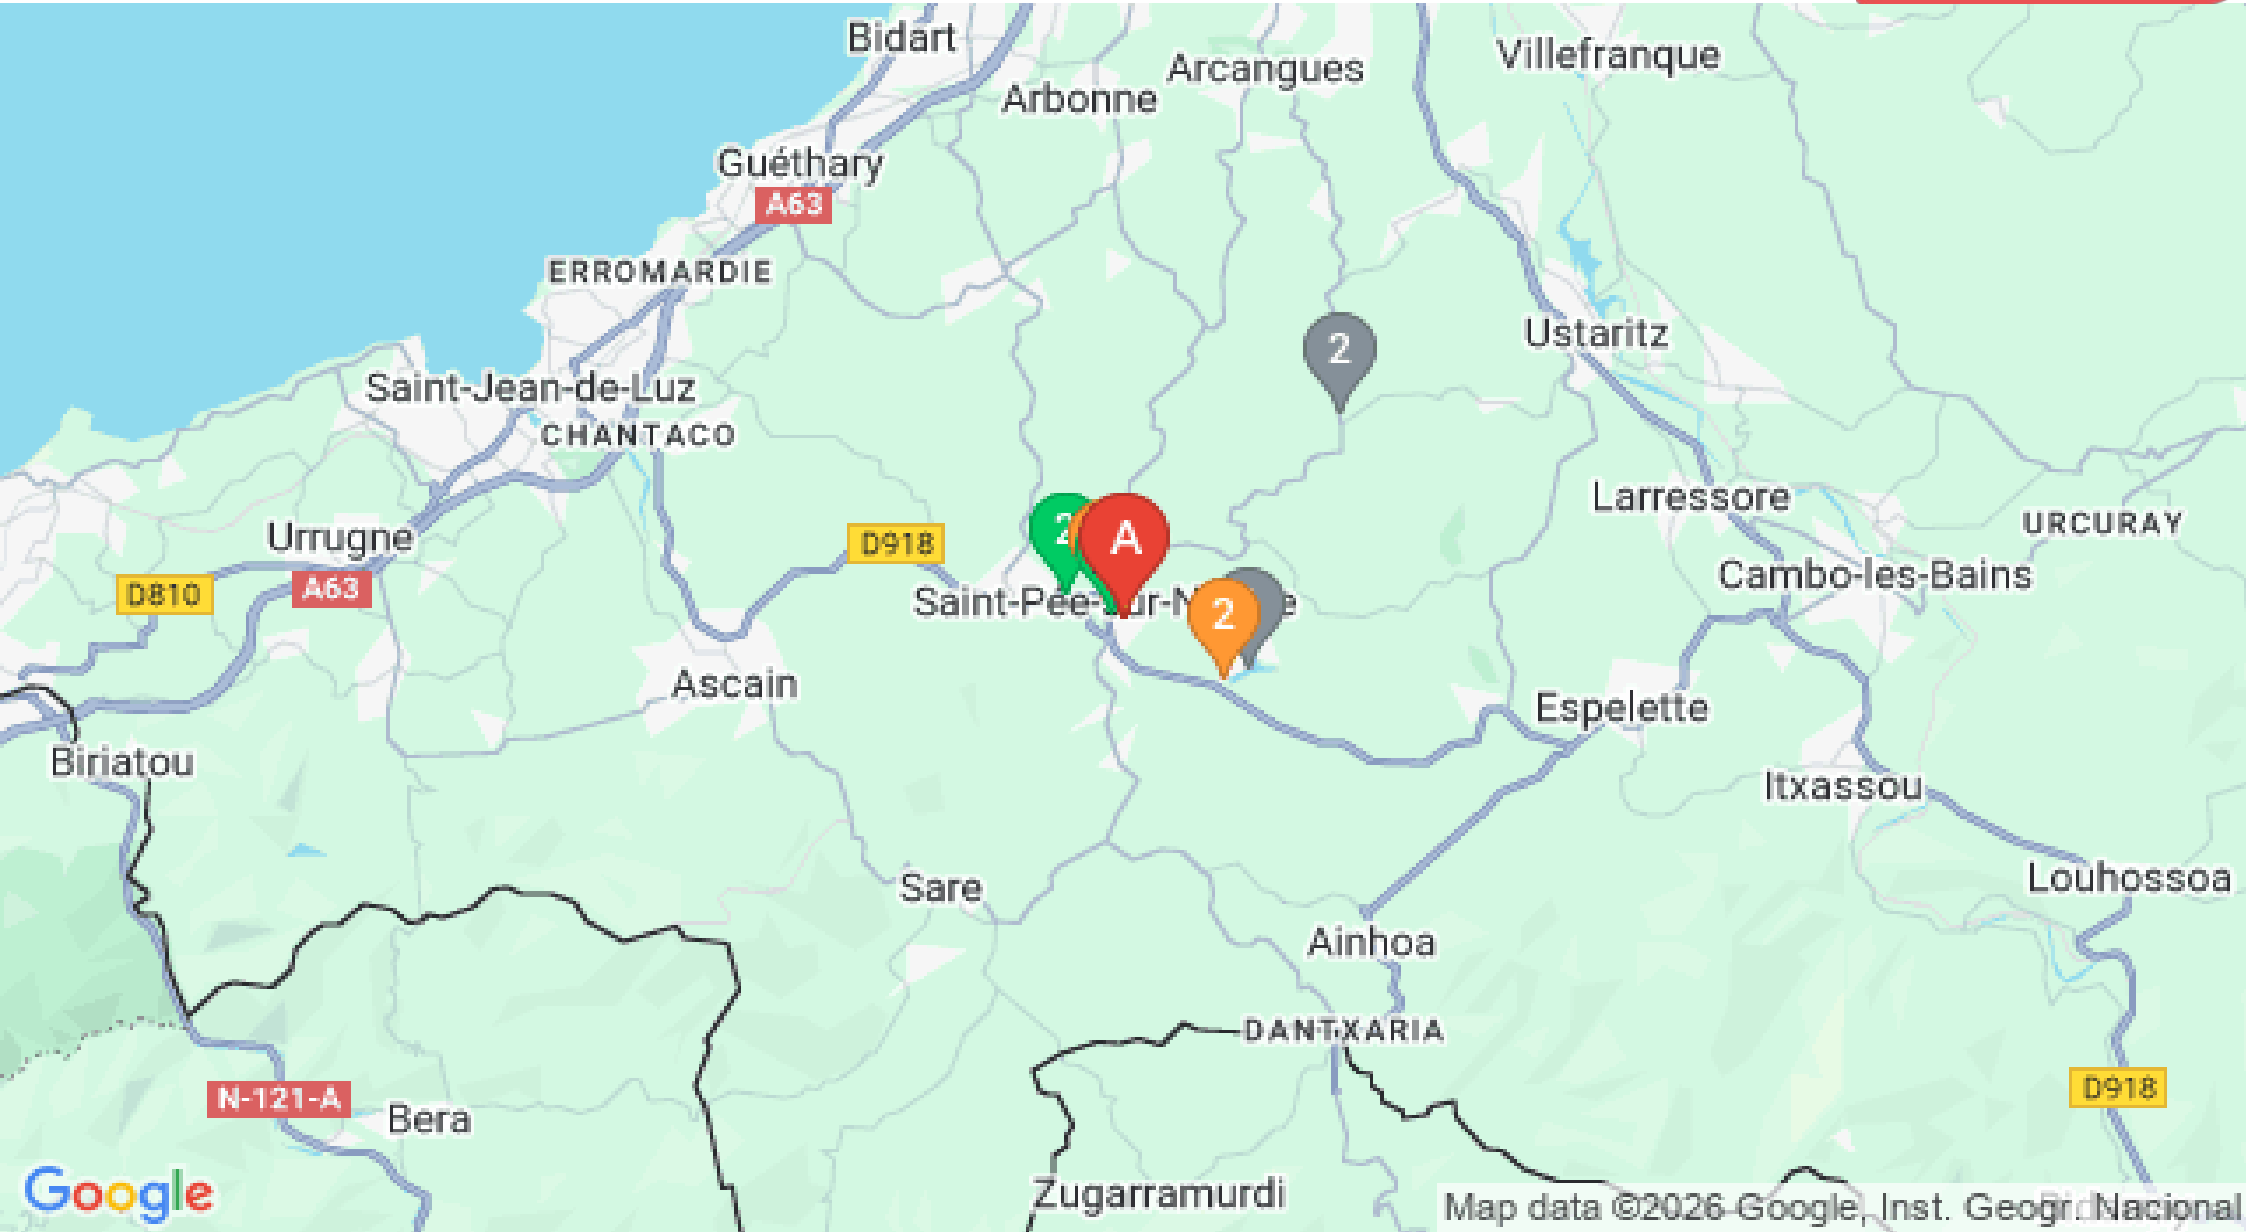 Bidart
Arcangues
Villefranque
Arbonne
Guéthary
A63
ERROMARDIE
Ustaritz
2
Saint-Jean-de-Luz
CHANTACO
Larressore
URCURAY
Urrugne
D918
2
A
Cambo-les-Bains
D810
A63
2
Ascain
Espelette
Biriatou
Itxassou
Sare
Louhossoa
Ainhoa
DANTXARIA
D918
N-121-A
Bera
Zugarramurdi
Google
Map data ©2026 Google, Inst. Geogr. Nacional